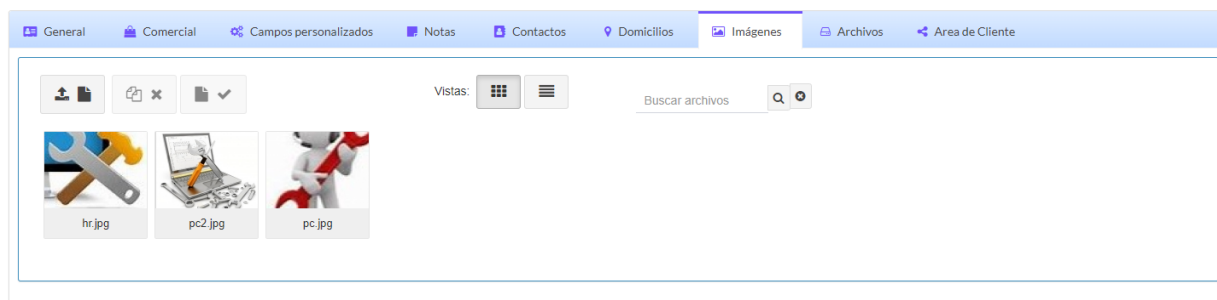 General Comercial Campos personalizados Notas Contactos Domicilios Imágenes Archivos Area de Cliente
Vistas: Buscar archivos
hr.jpg pc2.jpg pc.jpg